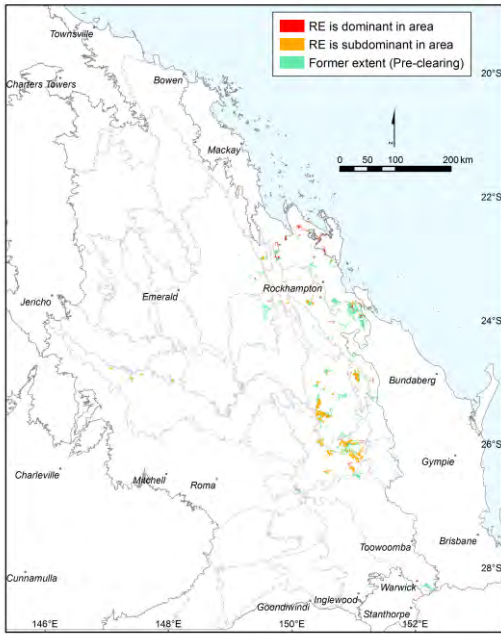 RE is dominant in area
RE is subdominant in area
Former extent (Pre-clearing)
Townsville
Charters Towers
Bowen
20°S
Mackay
0 50 100 200 km
22°S
Rockhampton
Emerald
Jericho
24°S
Bundaberg
26°S
Gympie
Charleville
Mitchell
Roma
Brisbane
Toowoomba
28°S
Cunnamulla
Warwick
Inglewood
Goondiwindi
Stanthorpe
146°E
148°E
150°E
152°E